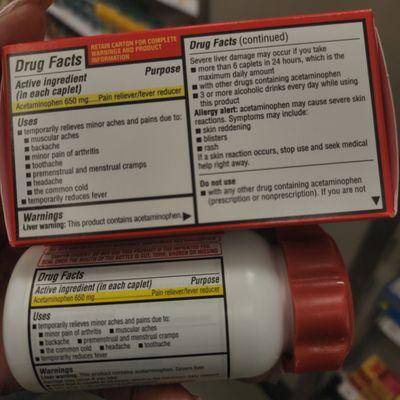 Drug Facts
RETAIN CARTON FOR COMPLETE
WARNINGS AND PRODUCT
INFORMATION
Active ingredient
(in each caplet)
Purpose
Acetaminophen 650 mg.....Pain reliever/fever reducer
Uses
■ temporarily relieves minor aches and pains due to:
■ muscular aches
■ backache
■ minor pain of arthritis
■ toothache
■ premenstrual and menstrual cramps
■ headache
■ the common cold
■ temporarily reduces fever
Warnings
Liver warning: This product contains acetaminophen.
Drug Facts (continued)
Severe liver damage may occur if you take
■ more than 6 caplets in 24 hours, which is the
maximum daily amount
■ with other drugs containing acetaminophen
■ 3 or more alcoholic drinks every day while using
this product
Allergy alert: acetaminophen may cause severe skin
reactions. Symptoms may include:
■ skin reddening
■ blisters
■ rash
If a skin reaction occurs, stop use and seek medical
help right away.
Do not use
■ with any other drug containing acetaminophen
(prescription or nonprescription). If you are not
Drug Facts
Active ingredient (in each caplet)
Purpose
Acetaminophen 650 mg.....Pain reliever/fever reducer
Uses
■ temporarily relieves minor aches and pains due to:
■ minor pain of arthritis ■ muscular aches
■ backache ■ premenstrual and menstrual cramps
■ the common cold ■ headache ■ toothache
■ temporarily reduces fever
Warnings
Liver warning: This product contains acetaminophen. Severe liver